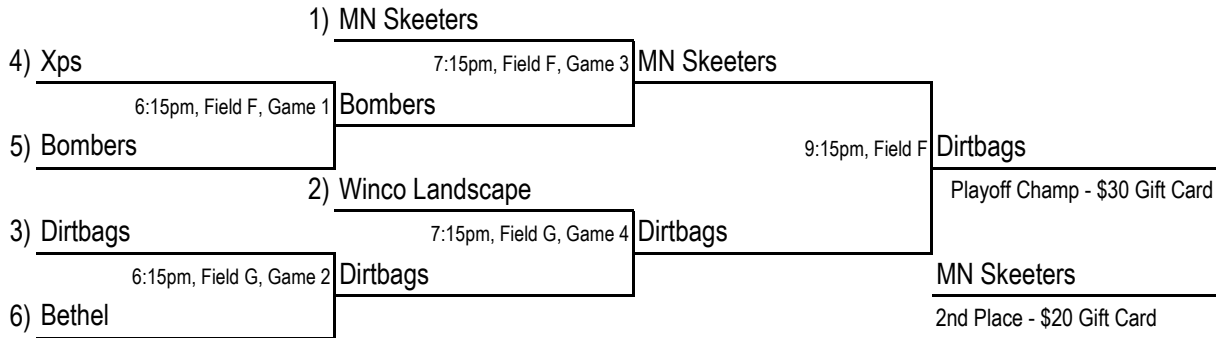 1) MN Skeeters
4) Xps
7:15pm, Field F, Game 3 MN Skeeters
6:15pm, Field F, Game 1 Bombers
5) Bombers
9:15pm, Field F Dirtbags
2) Winco Landscape
Playoff Champ - $30 Gift Card
3) Dirtbags
7:15pm, Field G, Game 4 Dirtbags
6:15pm, Field G, Game 2 Dirtbags
MN Skeeters
6) Bethel
2nd Place - $20 Gift Card